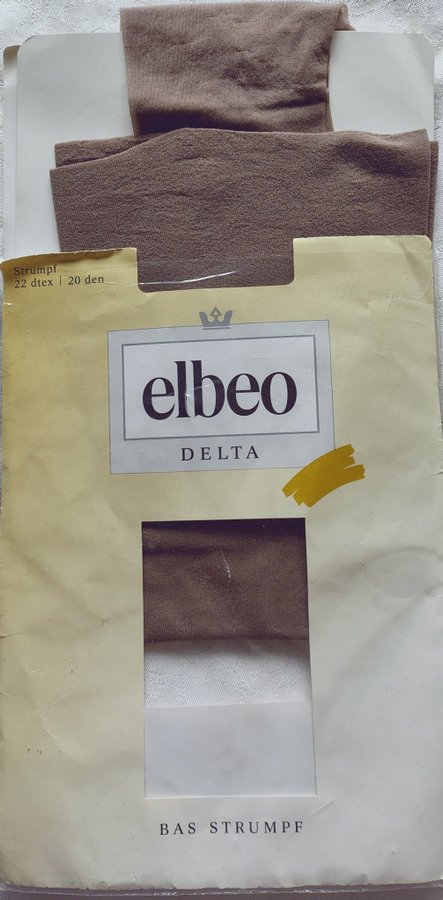 Strumpf
22 dtex | 20 den
elbeo
DELTA
BAS STRUMPF